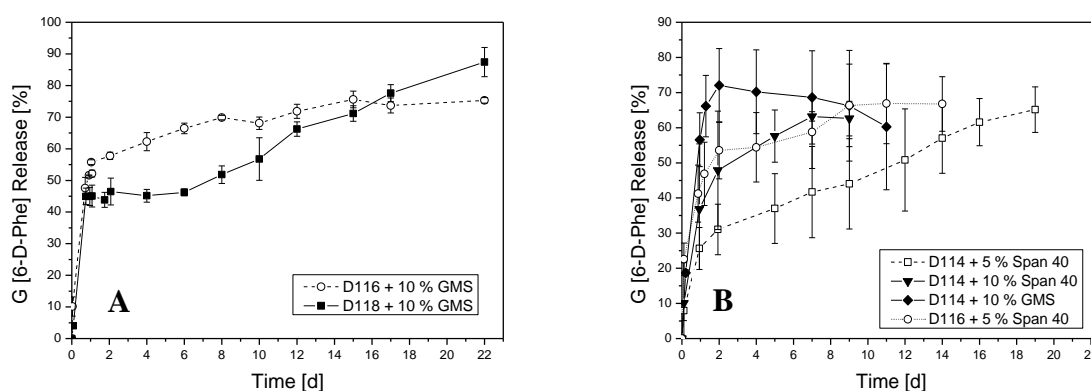 100
90
80
70
60
50
40
30
20
10
0
G [6-D-Phe] Release [%]
A
D116 + 10 % GMS
D118 + 10 % GMS
0 2 4 6 8 10 12 14 16 18 20 22
Time [d]
90
80
70
60
50
40
30
20
10
0
G [6-D-Phe] Release [%]
B
D114 + 5 % Span 40
D114 + 10 % Span 40
D114 + 10 % GMS
D116 + 5 % Span 40
0 2 4 6 8 10 12 14 16 18 20
Time [d]